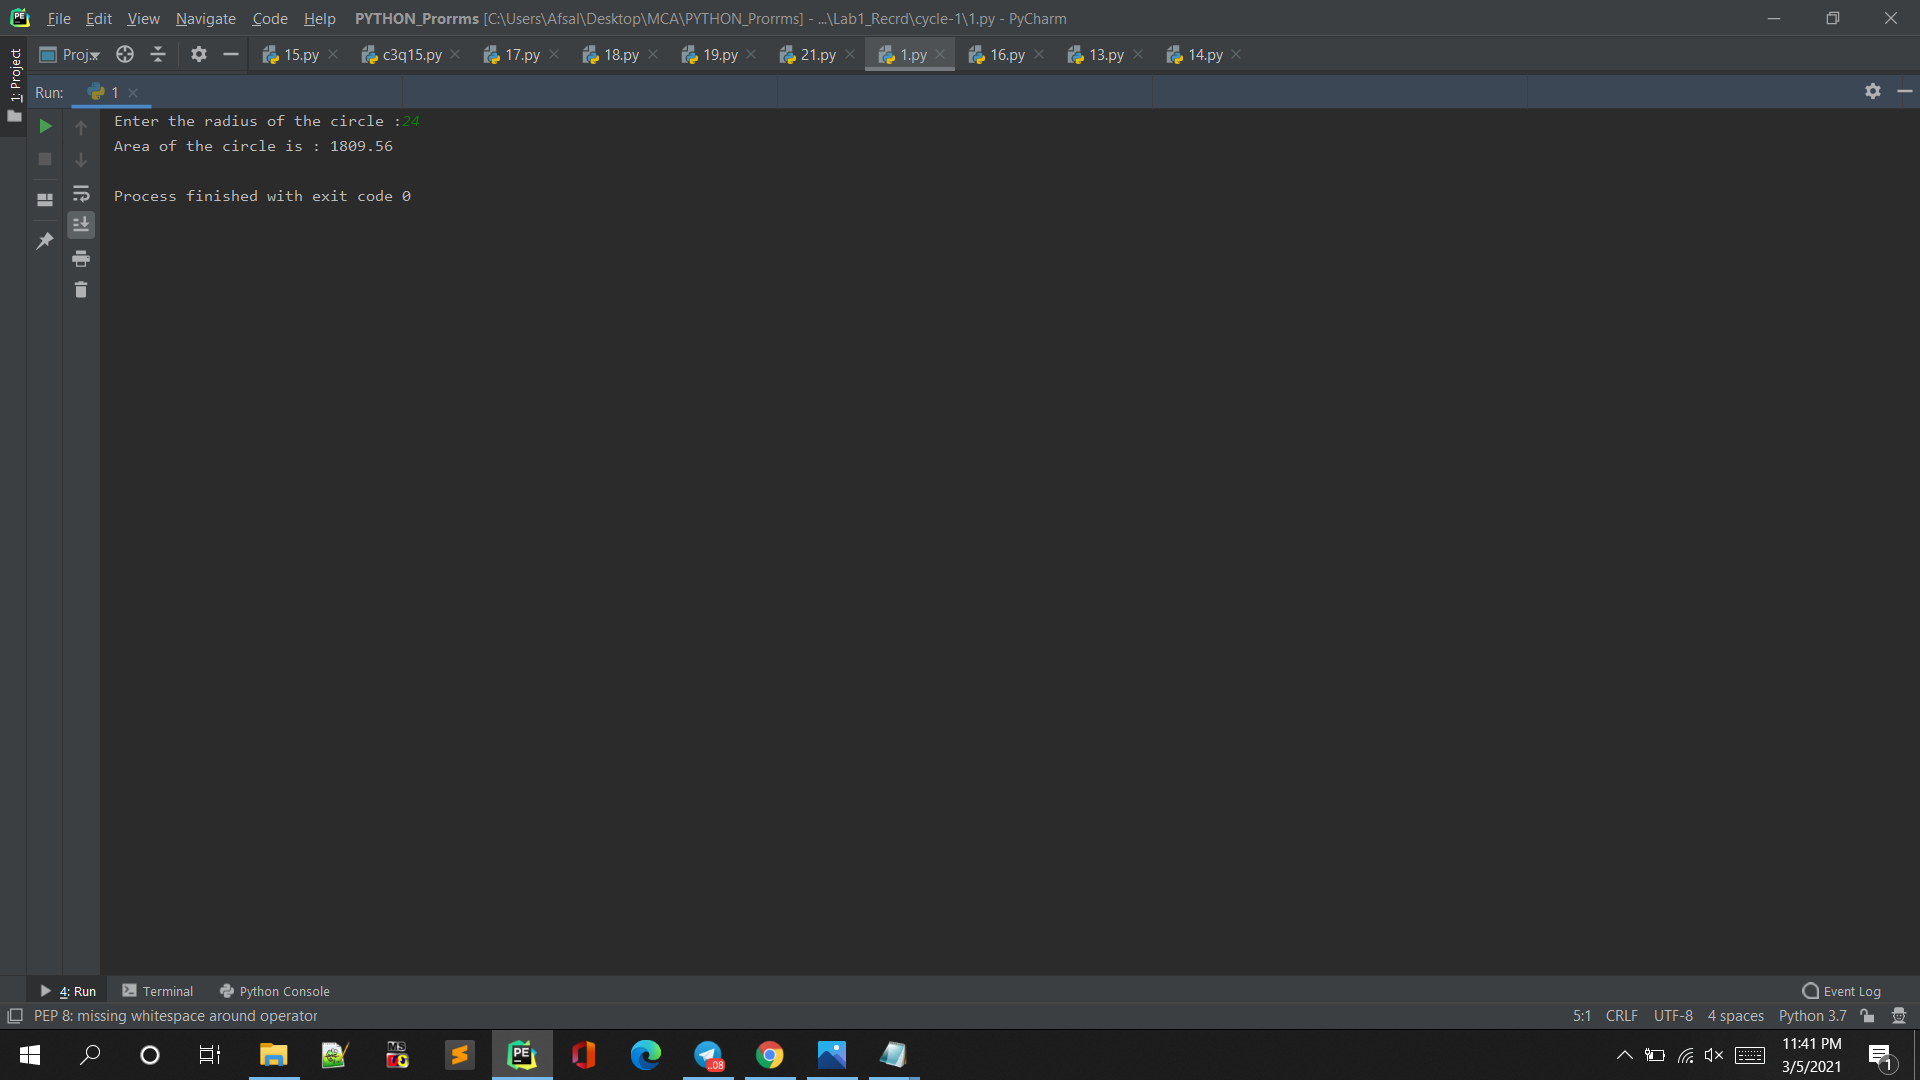 File Edit View Navigate Code Help PYTHON_Prorrms [C:\Users\Afsal\Desktop\MCA\PYTHON_Prorrms] - ...\Lab1_Recrd\cycle-1\1.py - PyCharm
1: Project
Proj 15.py c3q15.py 17.py 18.py 19.py 21.py 1.py 16.py 13.py 14.py
Run: 1
Enter the radius of the circle :24
Area of the circle is : 1809.56
Process finished with exit code 0
4: Run Terminal Python Console Event Log
PEP 8: missing whitespace around operator 5:1 CRLF UTF-8 4 spaces Python 3.7
11:41 PM
3/5/2021
1